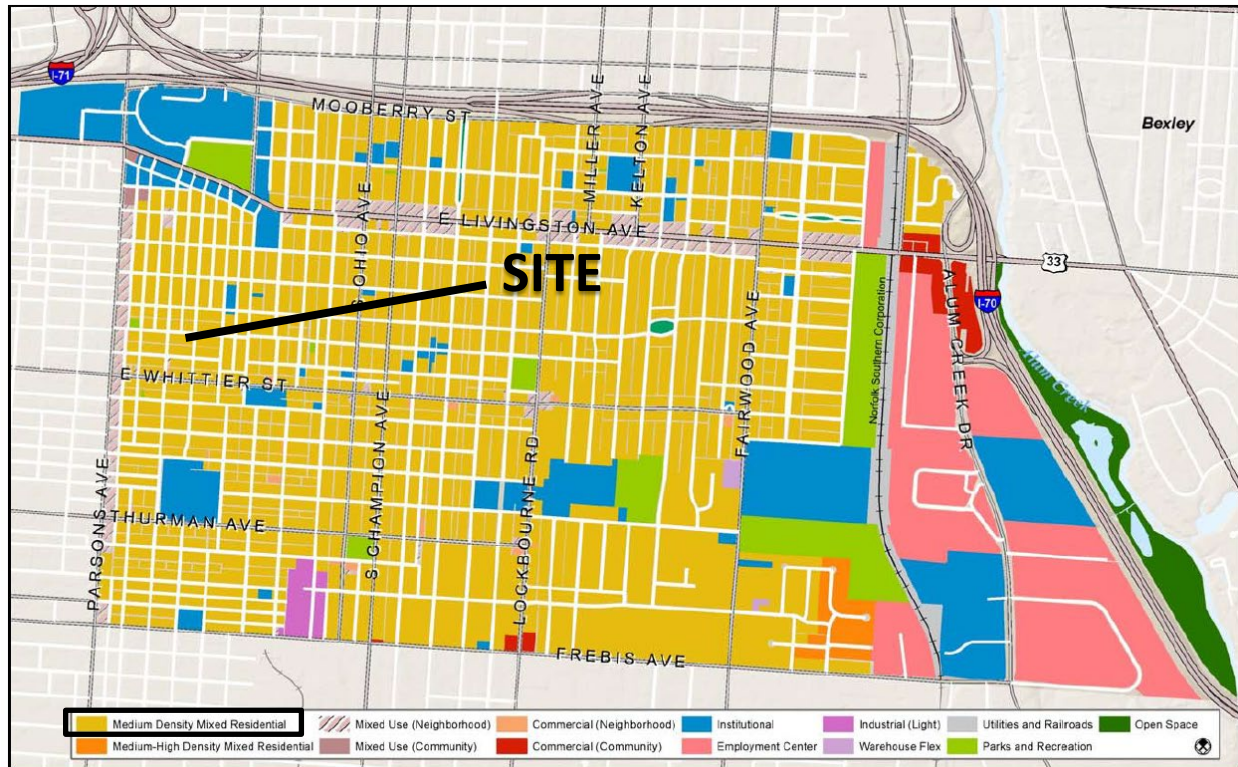 I-71
MOOBERRY ST
MILLER AVE
KELTON AVE
Bexley
S OHIO AVE
E LIVINGSTON AVE
33
SITE
I-70
ALUM CREEK DR
Norfolk Southern Corporation
Alum Creek
FAIRWOOD AVE
E WHITTIER ST
S CHAMPION AVE
LOCKBOURNE RD
PARSONS AVE
THURMAN AVE
FREBIS AVE
Medium Density Mixed Residential
Medium-High Density Mixed Residential
Mixed Use (Neighborhood)
Mixed Use (Community)
Commercial (Neighborhood)
Commercial (Community)
Institutional
Employment Center
Industrial (Light)
Warehouse Flex
Utilities and Railroads
Parks and Recreation
Open Space